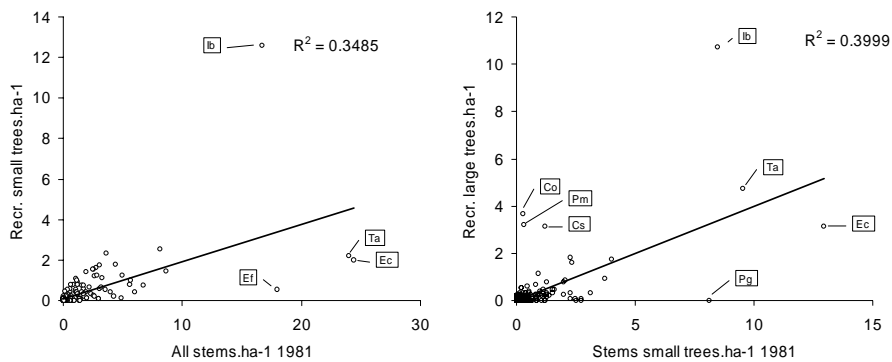 14
12
10
8
6
4
2
0
Recr. small trees.ha-1
Ib
R² = 0.3485
Ta
Ec
Ef
0 10 20 30
All stems.ha-1 1981
12
10
8
6
4
2
0
Recr. large trees.ha-1
Ib
R² = 0.3999
Ta
Co
Pm
Cs
Ec
Pg
0 5 10 15
Stems small trees.ha-1 1981